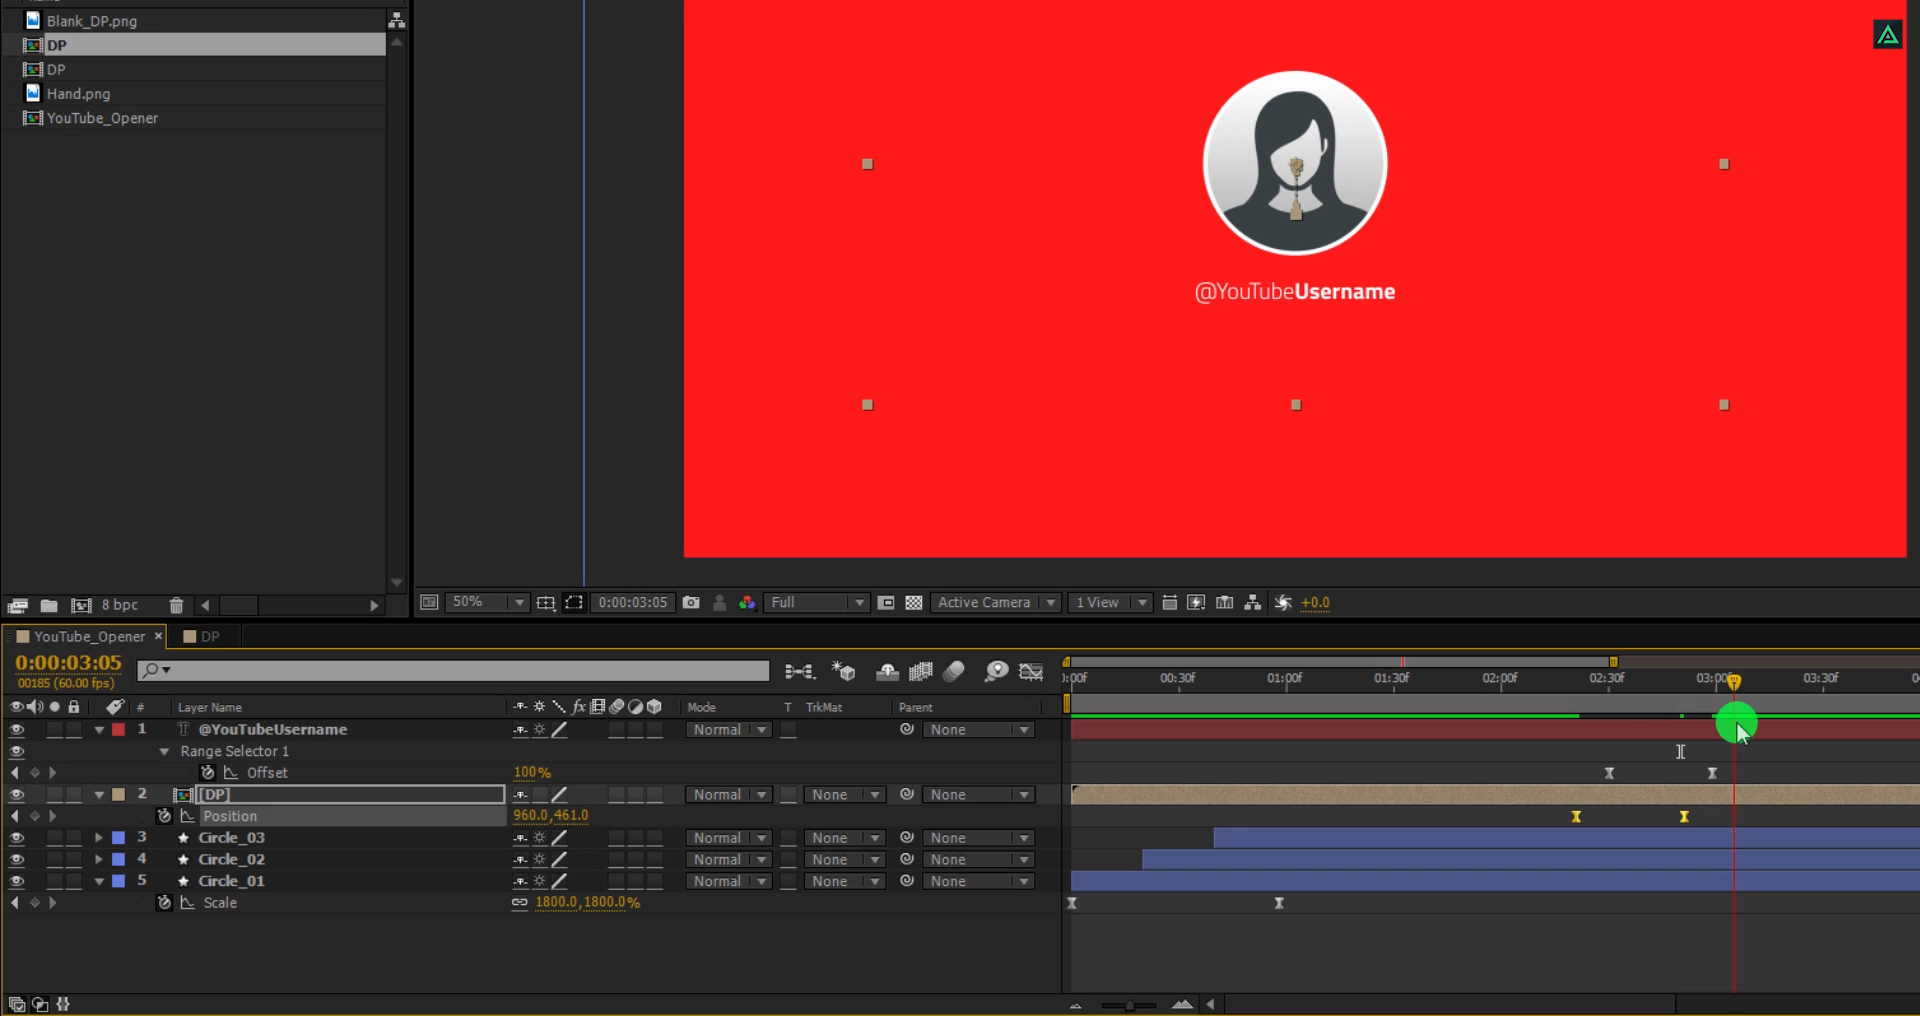 Blank_DP.png
DP
DP
Hand.png
YouTube_Opener
@YouTubeUsername
8 bpc
50%
0:00:03:05
Full
Active Camera
1 View
+0.0
YouTube_Opener ×
DP
0:00:03:05
00185 (60.00 fps)
:00f 00:30f 01:00f 01:30f 02:00f 02:30f 03:00 03:30f
# Layer Name fx Mode T TrkMat Parent
1 T @YouTubeUsername Normal None
Range Selector 1
Offset 100%
2 [DP] Normal None None
Position 960.0,461.0
3 Circle_03 Normal None None
4 Circle_02 Normal None None
5 Circle_01 Normal None None
Scale 1800.0,1800.0%